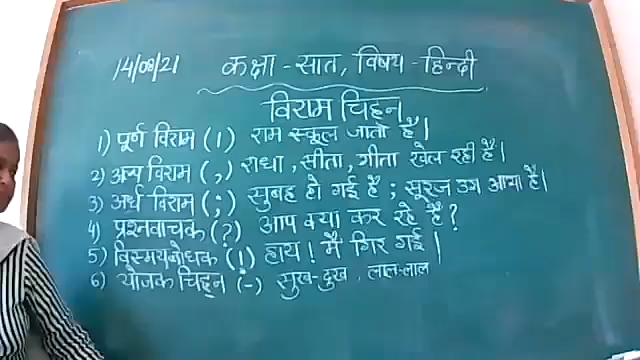 14/08/21 कक्षा - सात, विषय - हिन्दी
विराम चिह्न
1) पूर्ण विराम (।) राम स्कूल जाता है।
2) अल्प विराम (,) राधा, सीता, गीता खेल रही हैं।
3) अर्ध विराम (;) सुबह हो गई है ; सूरज उग आया है।
4) प्रश्नवाचक (?) आप क्या कर रहे हैं ?
5) विस्मयबोधक (!) हाय ! मैं गिर गई।
6) योजक चिह्न (-) सुख-दुख, लाल-लाल